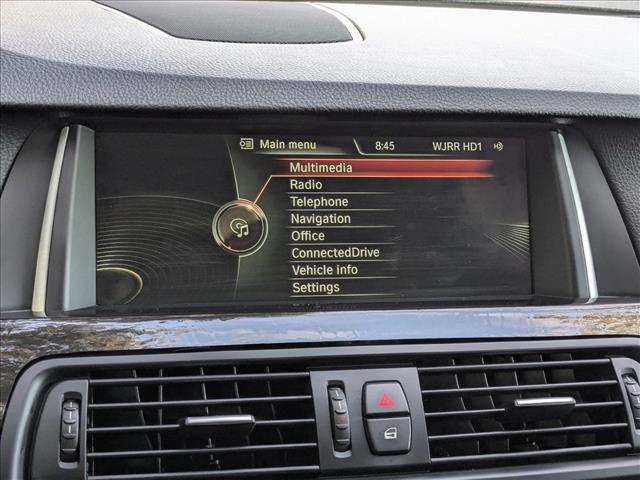 Main menu 8:45 WJRR HD1
Multimedia
Radio
Telephone
Navigation
Office
ConnectedDrive
Vehicle info
Settings